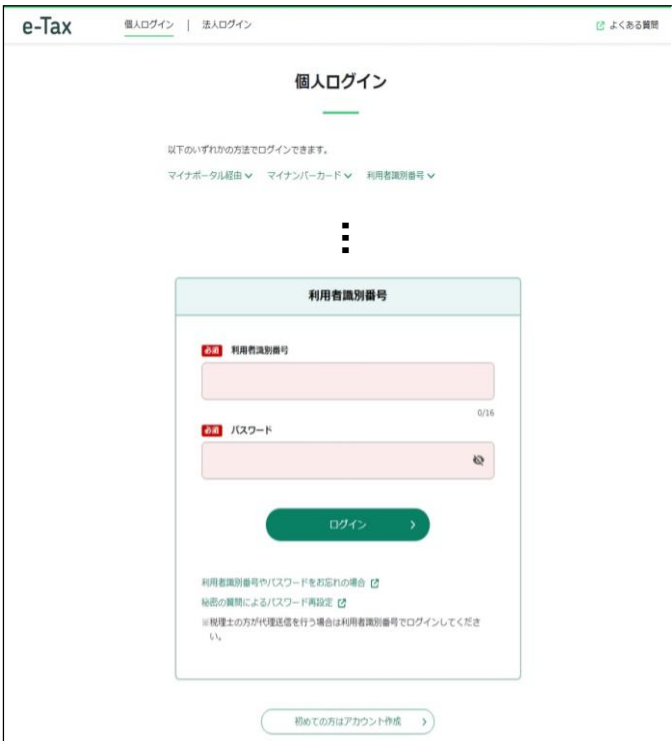 e-Tax 個人ログイン | 法人ログイン よくある質問
個人ログイン
以下のいずれかの方法でログインできます。
マイナポータル経由 マイナンバーカード 利用者識別番号
利用者識別番号
必須 利用者識別番号
0/16
必須 パスワード
ログイン
利用者識別番号やパスワードをお忘れの場合
秘密の質問によるパスワード再設定
※税理士の方が代理送信を行う場合は利用者識別番号でログインしてくださ
い。
初めての方はアカウント作成